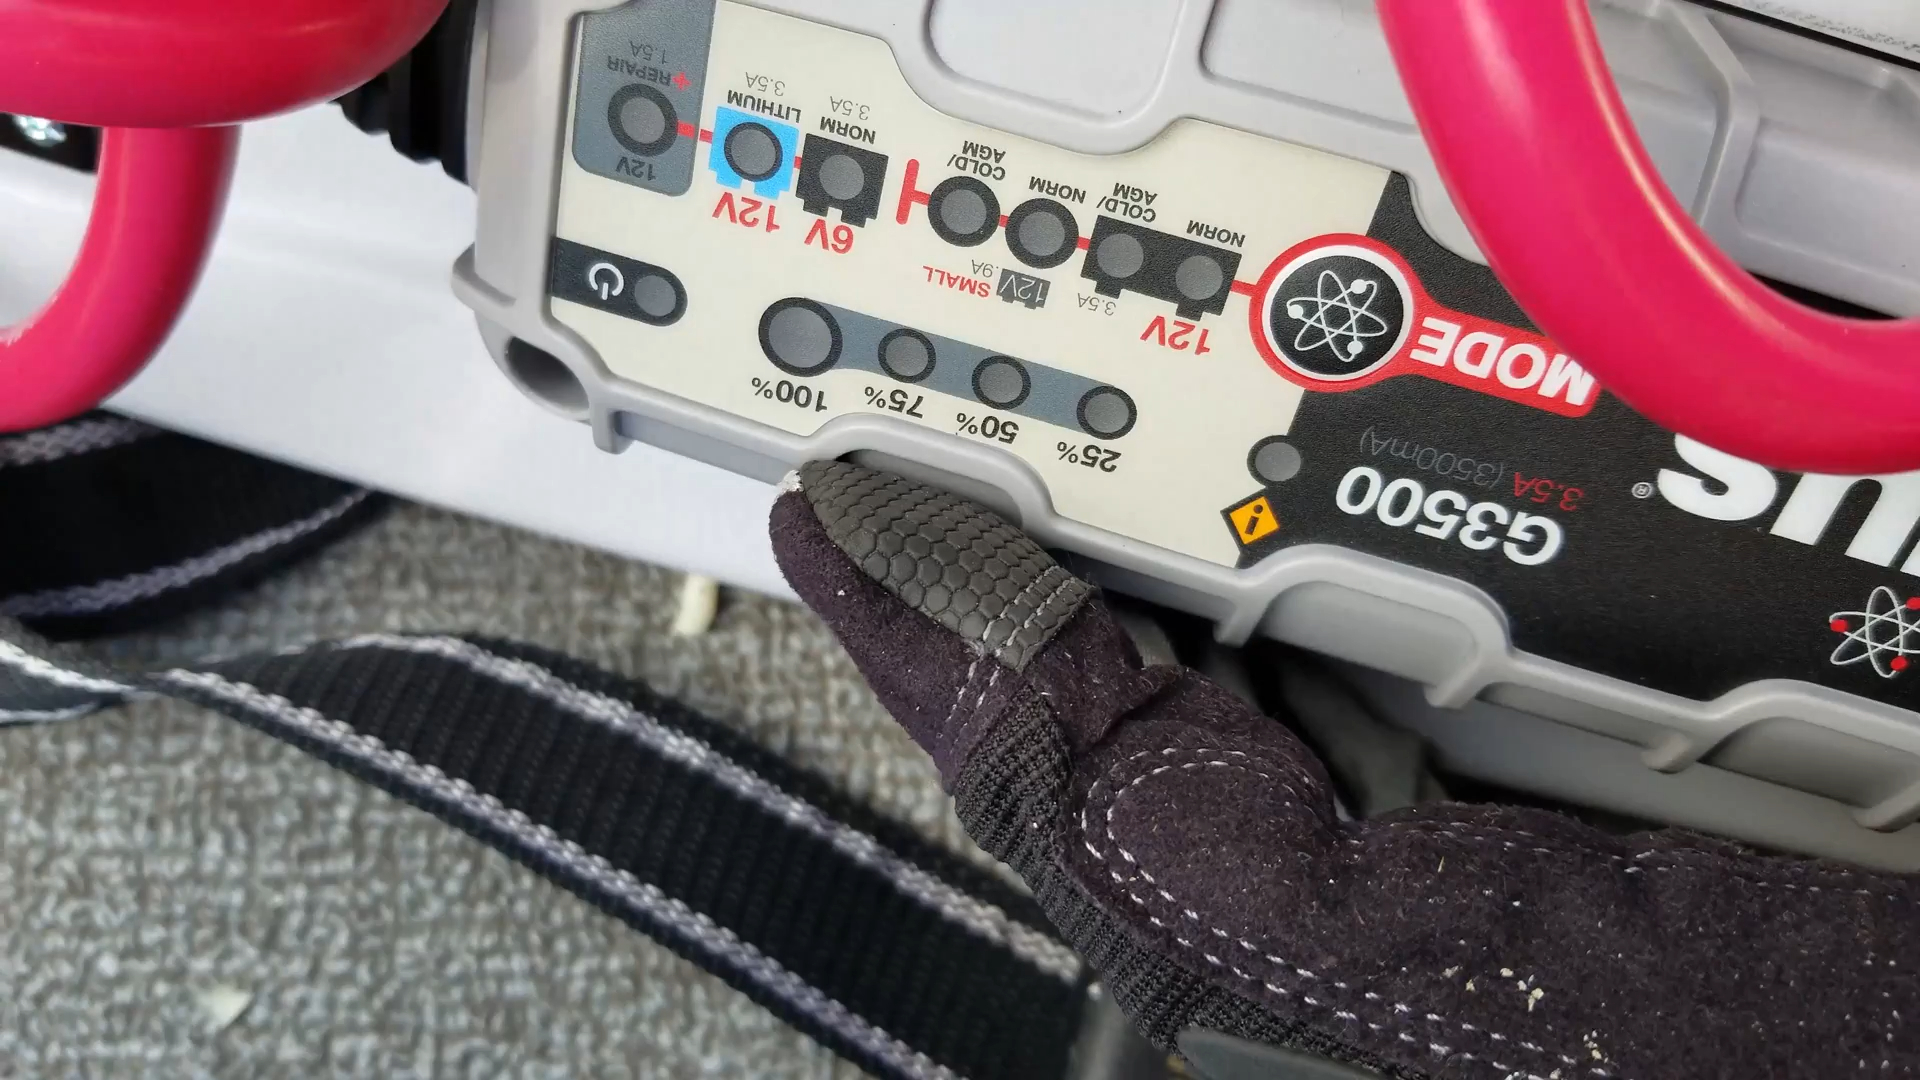 US®
G3500
3.5A (3500mA)
MODE
i
25% 50% 75% 100%
12V
NORM
COLD/
AGM
3.5A
NORM
COLD/
AGM
12V
SMALL .9A
6V
NORM
3.5A
12V
LITHIUM
3.5A
12V
+REPAIR
1.5A